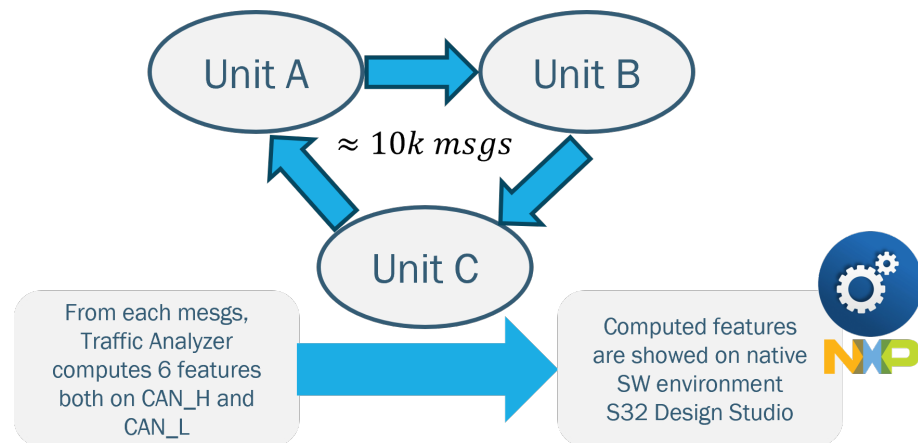 Unit A
Unit B
≈ 10k msgs
Unit C
From each mesgs,
Traffic Analyzer
computes 6 features
both on CAN_H and
CAN_L
Computed features
are showed on native
SW environment
S32 Design Studio
NXP